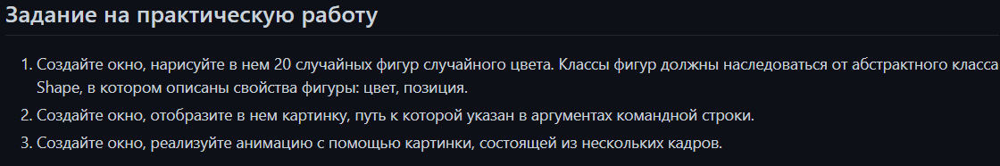 Задание на практическую работу
1. Создайте окно, нарисуйте в нем 20 случайных фигур случайного цвета. Классы фигур должны наследоваться от абстрактного класса
Shape, в котором описаны свойства фигуры: цвет, позиция.
2. Создайте окно, отобразите в нем картинку, путь к которой указан в аргументах командной строки.
3. Создайте окно, реализуйте анимацию с помощью картинки, состоящей из нескольких кадров.